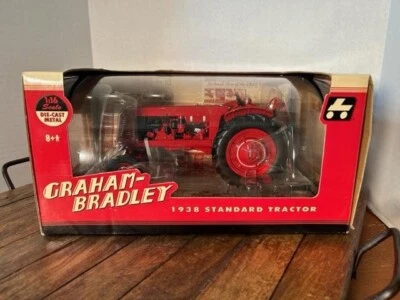 1:16
Scale
DIE-CAST
METAL
8+
GRAHAM-
BRADLEY
1938 STANDARD TRACTOR